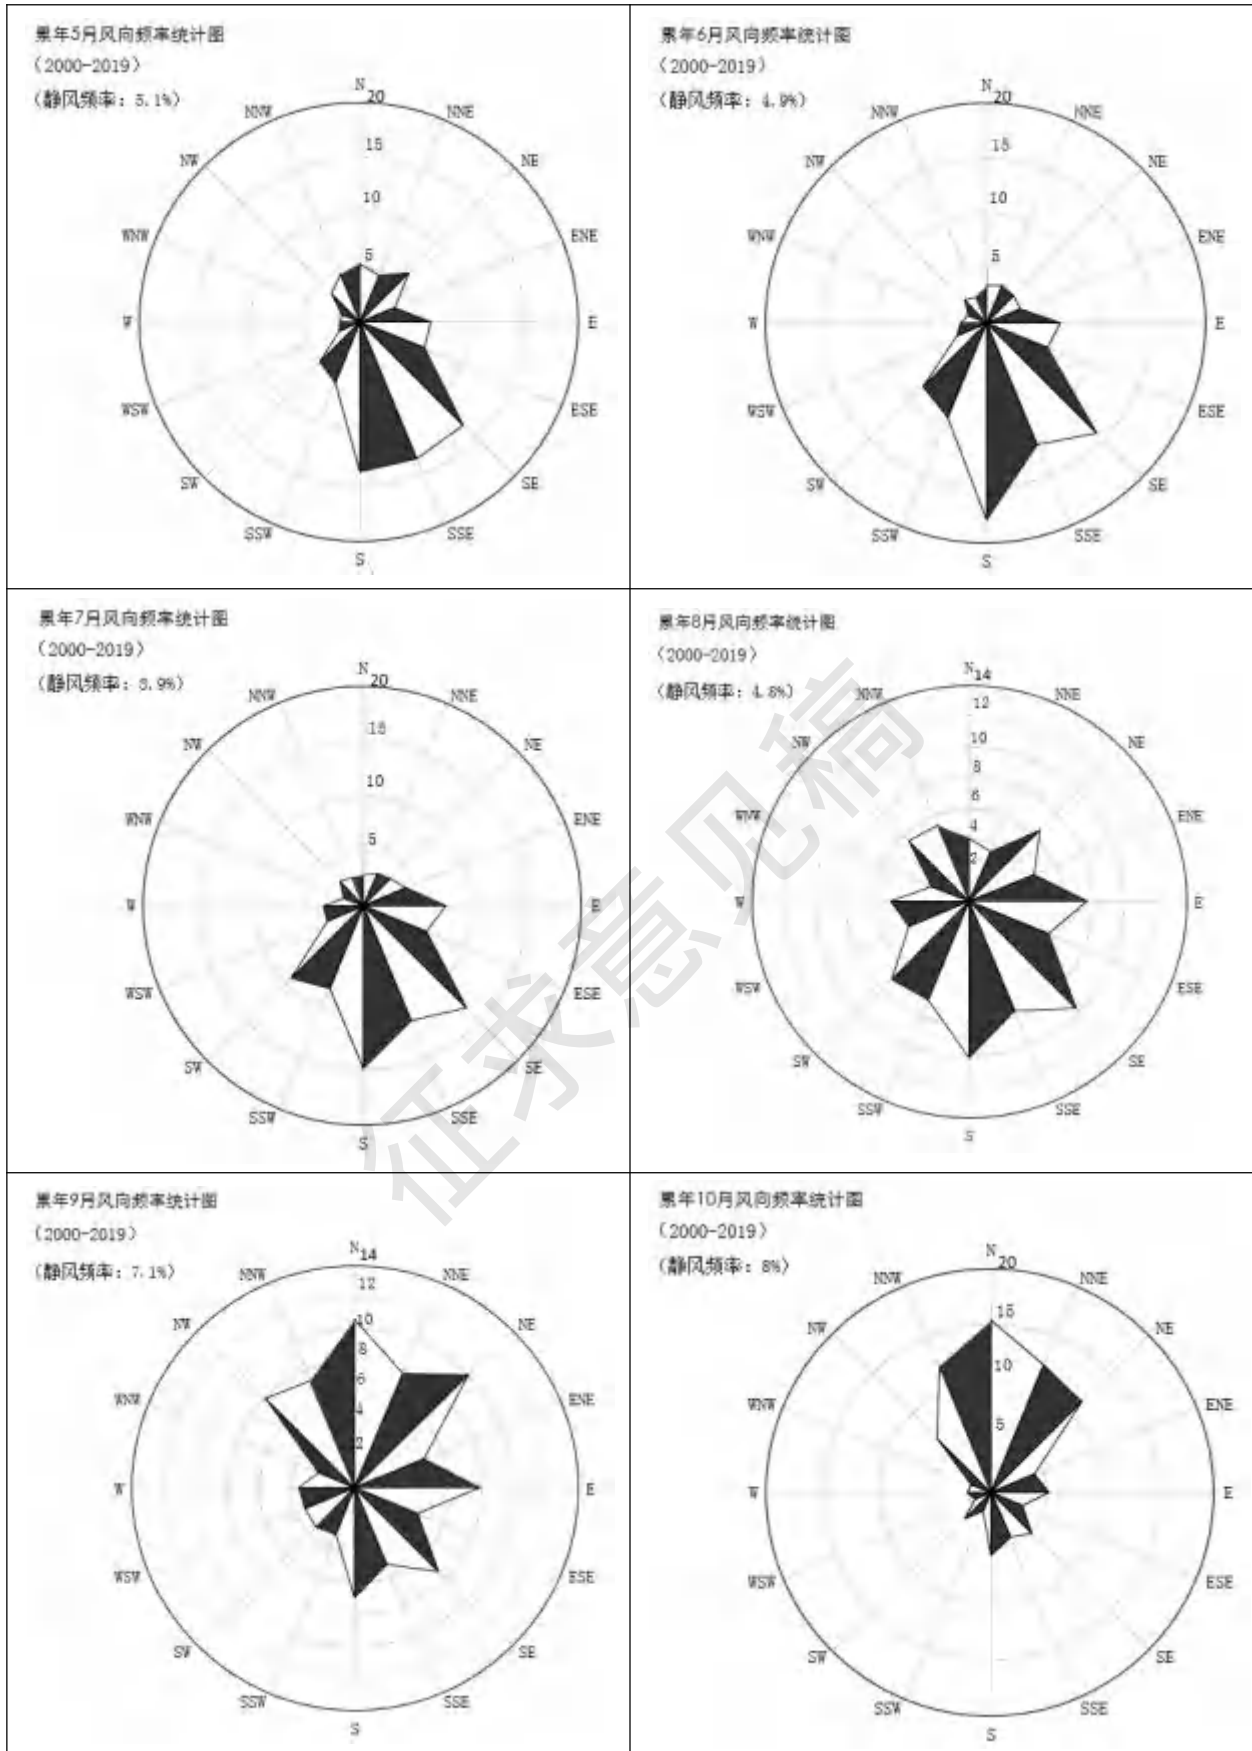 累年5月风向频率统计图
(2000-2019)
(静风频率: 5.1%)
N
20
NNW
NNE
15
NW
NE
10
WNW
ENE
5
W
E
WSW
ESE
SW
SE
SSW
SSE
S
累年6月风向频率统计图
(2000-2019)
(静风频率: 4.9%)
N
20
NNW
NNE
15
NW
NE
10
WNW
ENE
5
W
E
WSW
ESE
SW
SE
SSW
SSE
S
累年7月风向频率统计图
(2000-2019)
(静风频率: 3.9%)
N
20
NNW
NNE
15
NW
NE
10
WNW
ENE
5
W
E
WSW
ESE
SW
SE
SSW
SSE
S
累年8月风向频率统计图
(2000-2019)
(静风频率: 4.8%)
N
14
NNW
NNE
12
NW
NE
10
8
WNW
ENE
6
4
2
W
E
WSW
ESE
SW
SE
SSW
SSE
S
累年9月风向频率统计图
(2000-2019)
(静风频率: 7.1%)
N
14
NNW
NNE
12
NW
NE
10
8
WNW
ENE
6
4
2
W
E
WSW
ESE
SW
SE
SSW
SSE
S
累年10月风向频率统计图
(2000-2019)
(静风频率: 8%)
N
20
NNW
NNE
15
NW
NE
10
WNW
ENE
5
W
E
WSW
ESE
SW
SE
SSW
SSE
S
征求意见稿